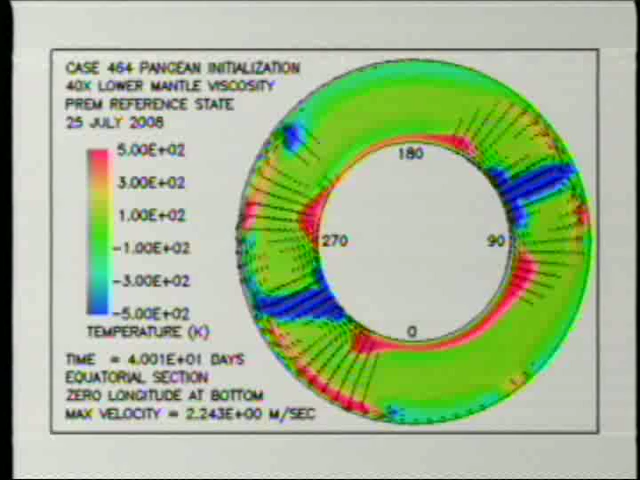 CASE 464 PANGEAN INITIALIZATION
40X LOWER MANTLE VISCOSITY
PREM REFERENCE STATE
25 JULY 2008
5.00E+02
3.00E+02
1.00E+02
-1.00E+02
-3.00E+02
-5.00E+02
TEMPERATURE (K)
TIME = 4.001E+01 DAYS
EQUATORIAL SECTION
ZERO LONGITUDE AT BOTTOM
MAX VELOCITY = 2.243E+00 M/SEC
180
270
90
0